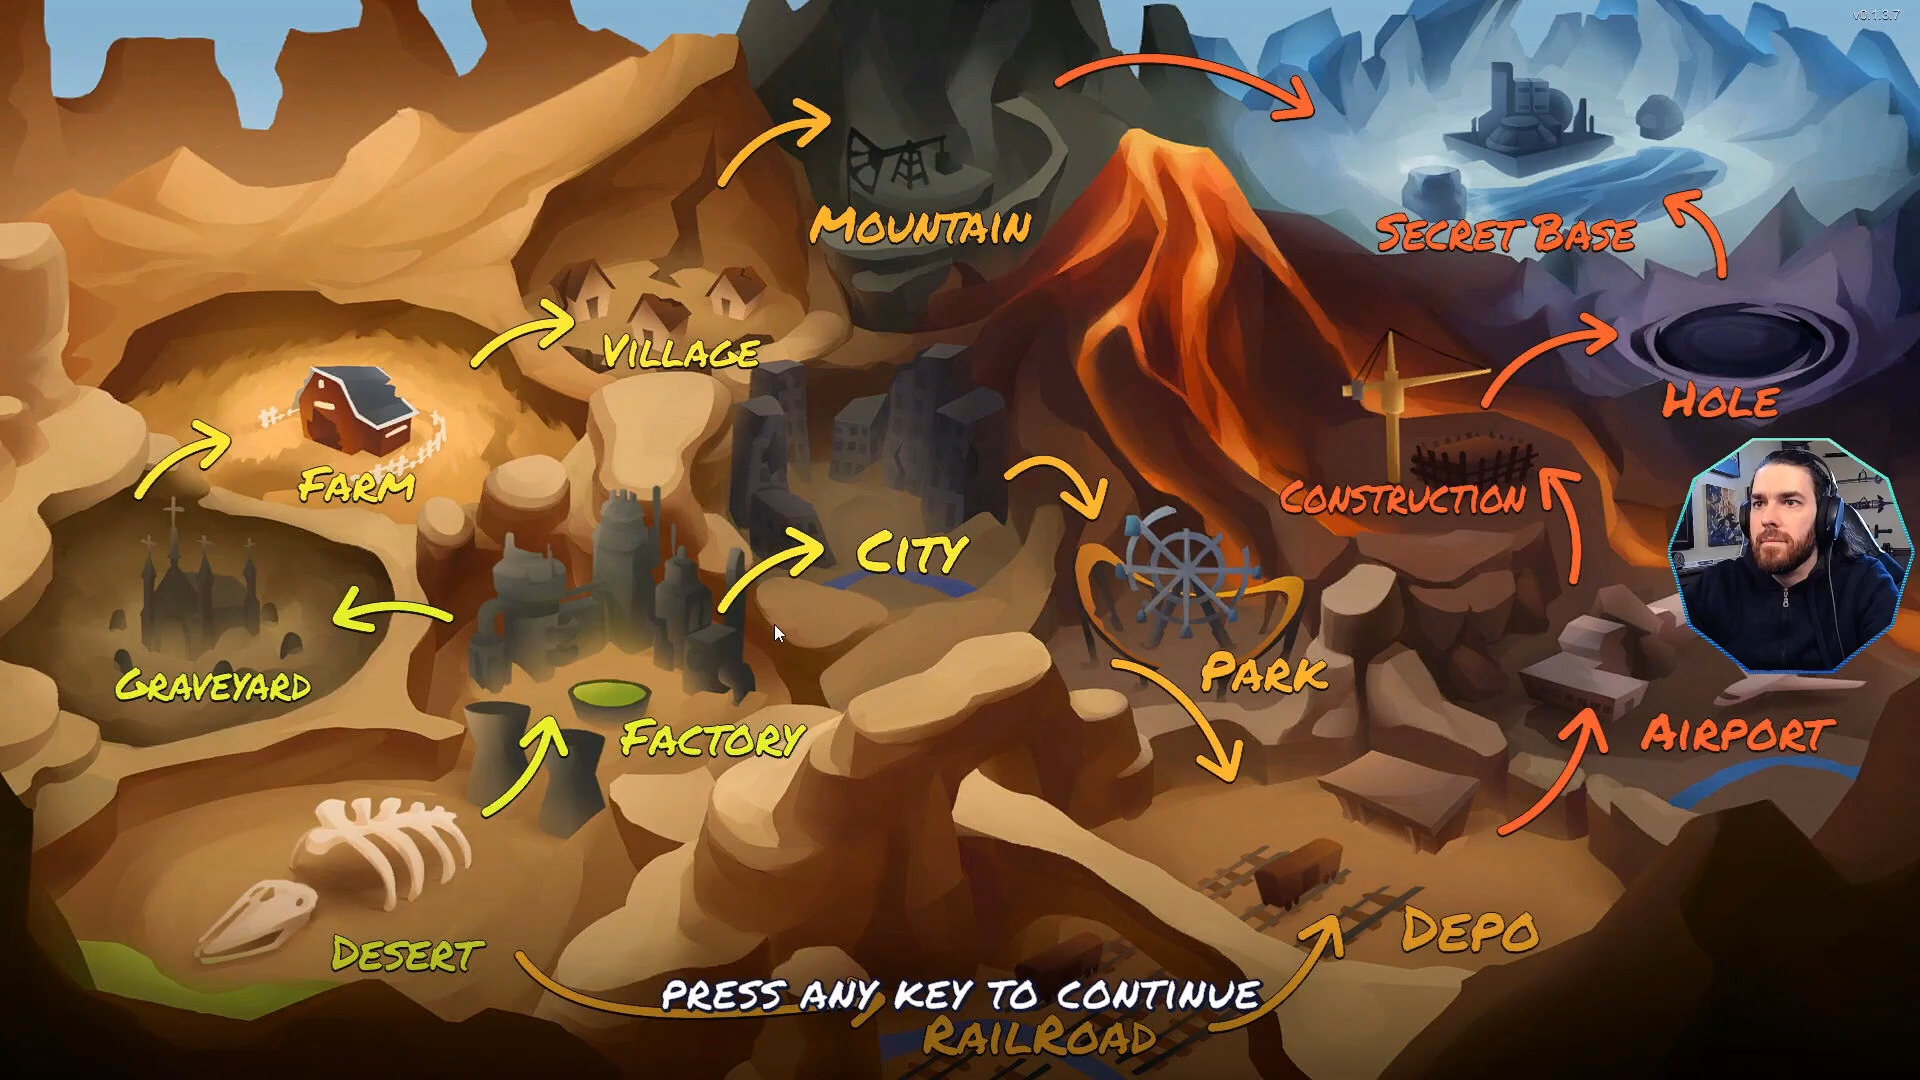 v0.1.3.7
MOUNTAIN
SECRET BASE
VILLAGE
HOLE
FARM
CONSTRUCTION
CITY
PARK
GRAVEYARD
FACTORY
AIRPORT
DESERT
DEPO
PRESS ANY KEY TO CONTINUE
RAILROAD